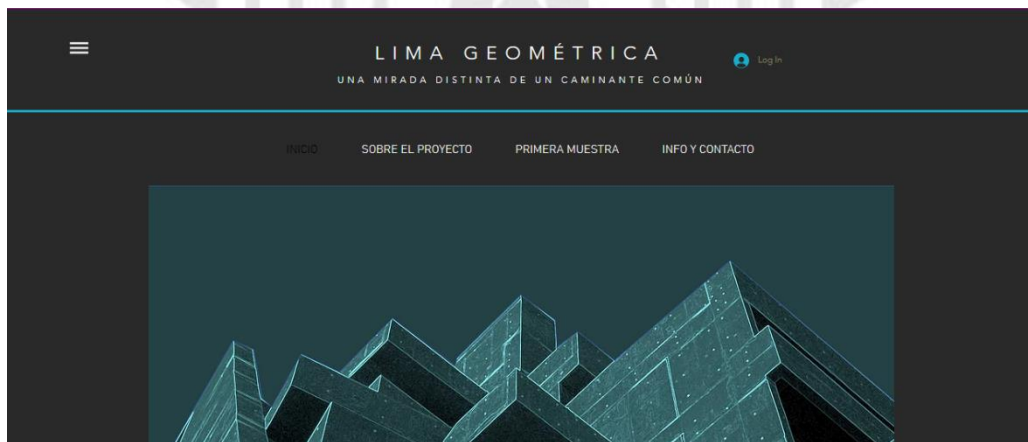 LIMA GEOMÉTRICA
Log In
UNA MIRADA DISTINTA DE UN CAMINANTE COMÚN
INICIO SOBRE EL PROYECTO PRIMERA MUESTRA INFO Y CONTACTO